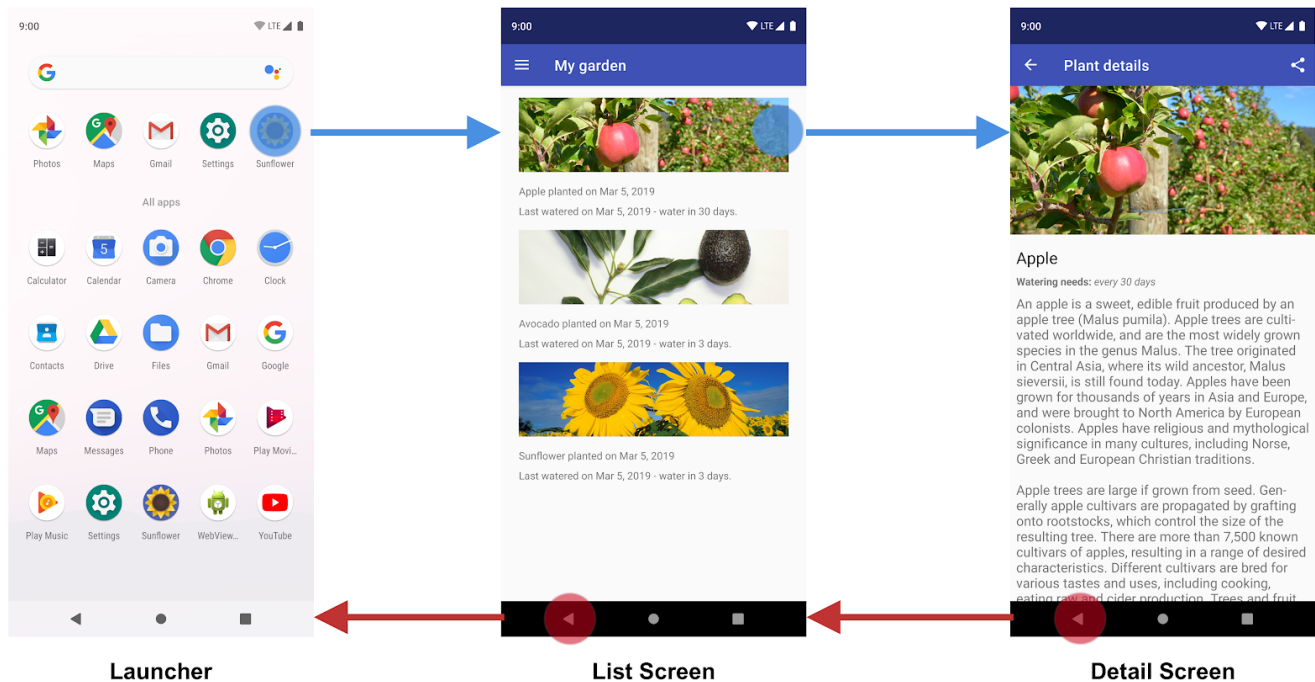 9:00
LTE
Photos
Maps
Gmail
Settings
Sunflower
All apps
Calculator
Calendar
Camera
Chrome
Clock
Contacts
Drive
Files
Gmail
Google
Maps
Messages
Phone
Photos
Play Movi...
Play Music
Settings
Sunflower
WebView...
YouTube
Launcher
9:00
LTE
My garden
Apple planted on Mar 5, 2019
Last watered on Mar 5, 2019 - water in 30 days.
Avocado planted on Mar 5, 2019
Last watered on Mar 5, 2019 - water in 3 days.
Sunflower planted on Mar 5, 2019
Last watered on Mar 5, 2019 - water in 3 days.
List Screen
9:00
LTE
Plant details
Apple
Watering needs: every 30 days
An apple is a sweet, edible fruit produced by an
apple tree (Malus pumila). Apple trees are culti-
vated worldwide, and are the most widely grown
species in the genus Malus. The tree originated
in Central Asia, where its wild ancestor, Malus
sieversii, is still found today. Apples have been
grown for thousands of years in Asia and Europe,
and were brought to North America by European
colonists. Apples have religious and mythological
significance in many cultures, including Norse,
Greek and European Christian traditions.
Apple trees are large if grown from seed. Gen-
erally apple cultivars are propagated by grafting
onto rootstocks, which control the size of the
resulting tree. There are more than 7,500 known
cultivars of apples, resulting in a range of desired
characteristics. Different cultivars are bred for
various tastes and uses, including cooking,
eating raw and cider production. Trees and fruit
Detail Screen